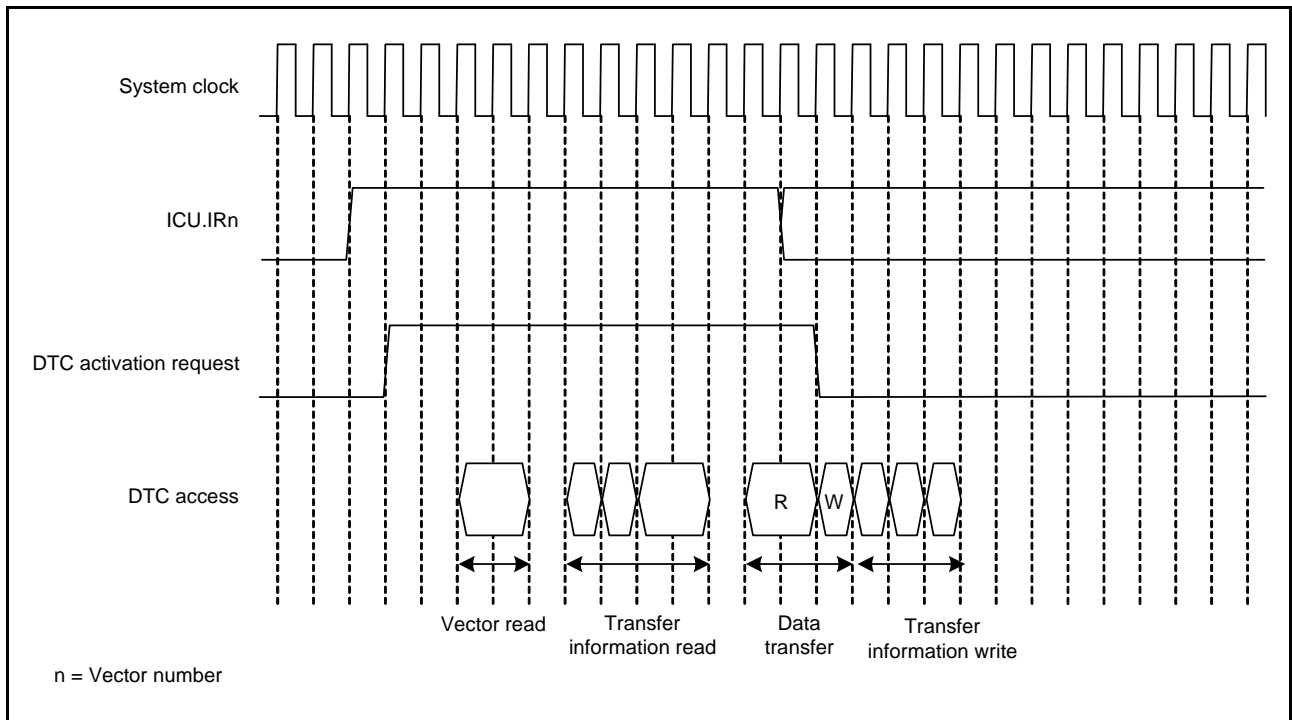 System clock
ICU.IRn
DTC activation request
DTC access
R
W
Vector read
Transfer
information read
Data
transfer
Transfer
information write
n = Vector number